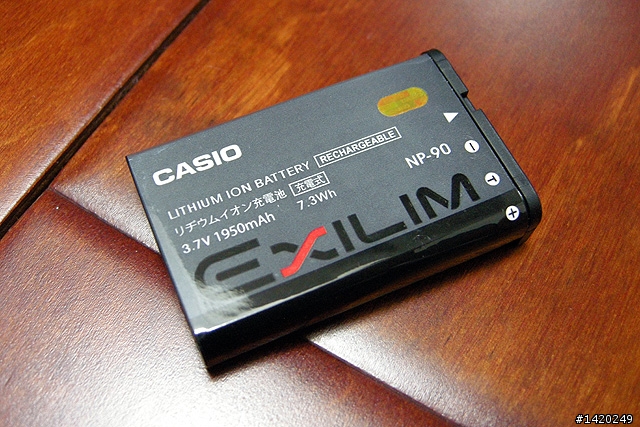 CASIO
LITHIUM ION BATTERY RECHARGEABLE
リチウムイオン充電池 充電式
3.7V 1950mAh 7.3Wh
NP-90
− T +
EXILIM
#1420249